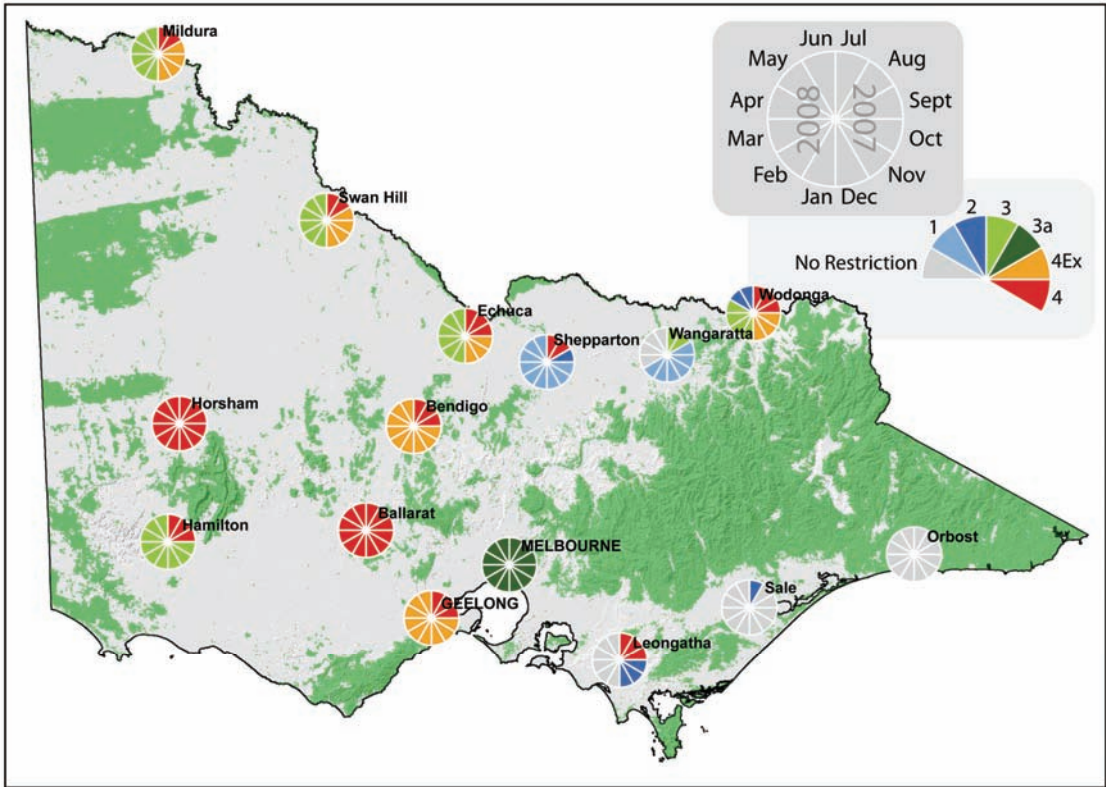 Mildura
Jun Jul
May Aug
Apr Sept
Mar Oct
Feb Nov
Jan Dec
2008 2007
Swan Hill
1 2 3 3a
No Restriction 4Ex
4
Wodonga
Echuca
Shepparton
Wangaratta
Horsham
Bendigo
Hamilton
Ballarat
MELBOURNE
Orbost
Sale
GEELONG
Leongatha